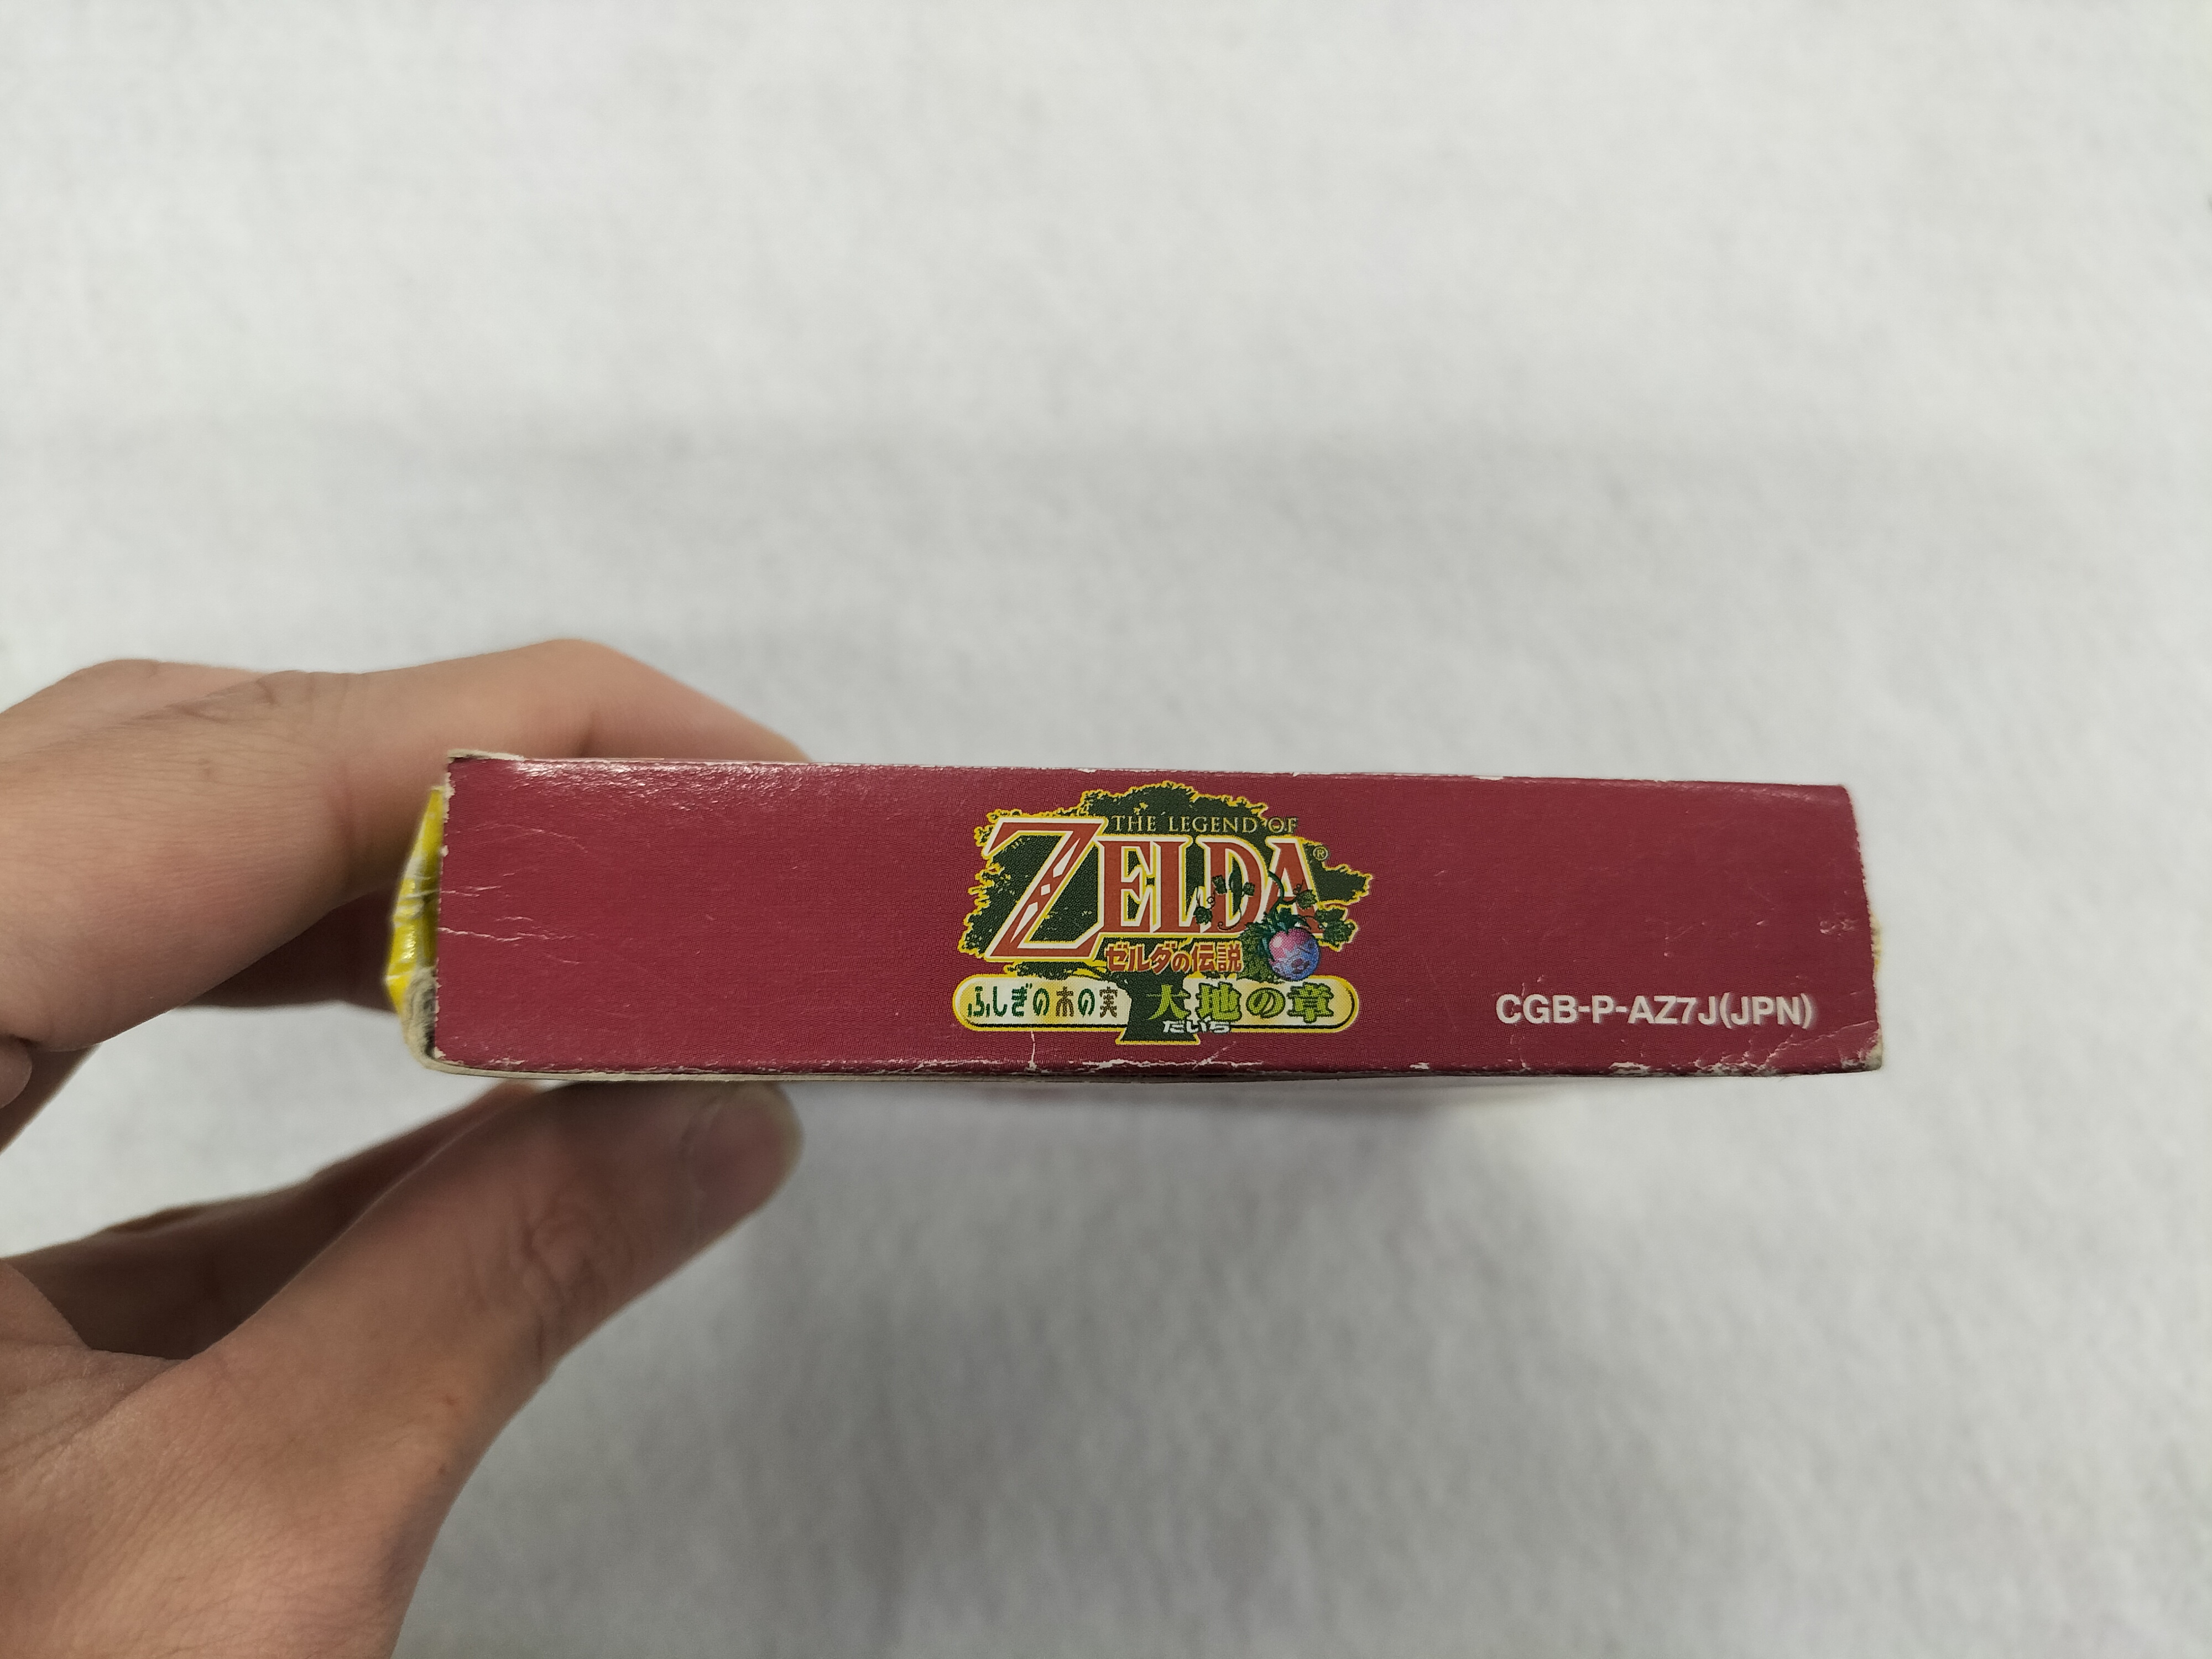 THE LEGEND OF
ZELDA®
ゼルダの伝説
ふしぎの木の実 大地の章
だいち
CGB-P-AZ7J(JPN)